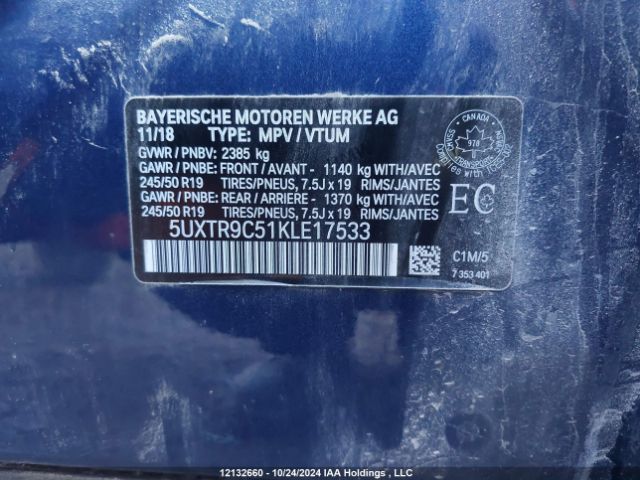 BAYERISCHE MOTOREN WERKE AG
11/18 TYPE: MPV / VTUM
GVWR / PNBV: 2385 kg
GAWR / PNBE: FRONT / AVANT - 1140 kg WITH/AVEC
245/50 R19 TIRES/PNEUS, 7.5J x 19 RIMS/JANTES
GAWR / PNBE: REAR / ARRIERE - 1370 kg WITH/AVEC
245/50 R19 TIRES/PNEUS, 7.5J x 19 RIMS/JANTES
5UXTR9C51KLE17533
CANADA
978
TRANSPORT
EC
C1M/5
7 353 401
12132660 - 10/24/2024 IAA Holdings , LLC